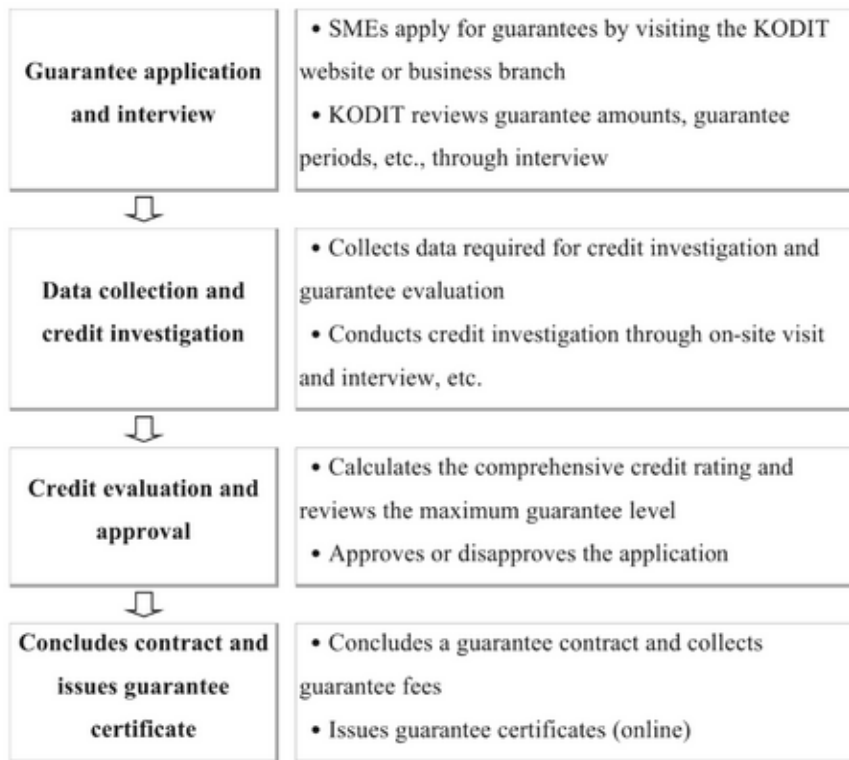 Guarantee application
and interview
• SMEs apply for guarantees by visiting the KODIT
website or business branch
• KODIT reviews guarantee amounts, guarantee
periods, etc., through interview
Data collection and
credit investigation
• Collects data required for credit investigation and
guarantee evaluation
• Conducts credit investigation through on-site visit
and interview, etc.
Credit evaluation and
approval
• Calculates the comprehensive credit rating and
reviews the maximum guarantee level
• Approves or disapproves the application
Concludes contract and
issues guarantee
certificate
• Concludes a guarantee contract and collects
guarantee fees
• Issues guarantee certificates (online)